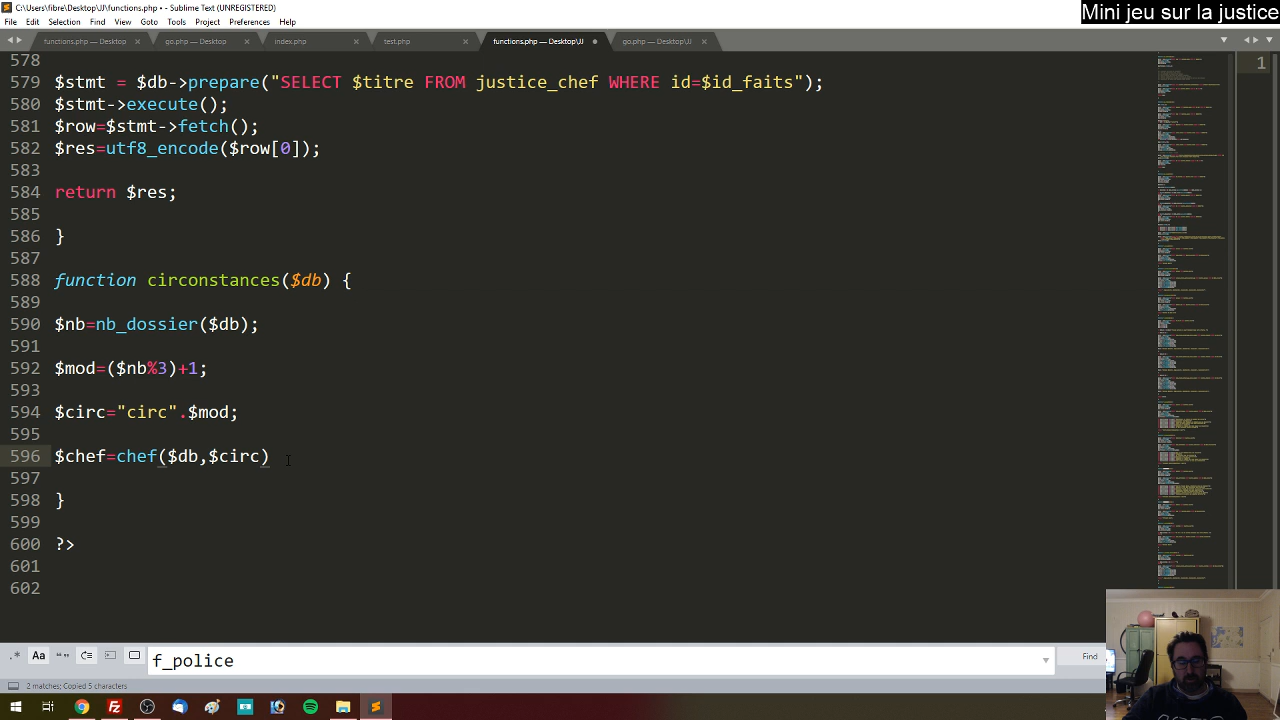 C:\Users\fibre\Desktop\IJ\functions.php • - Sublime Text (UNREGISTERED)
Mini jeu sur la justice
File Edit Selection Find View Goto Tools Project Preferences Help
functions.php — Desktop × go.php — Desktop × index.php × test.php × functions.php — Desktop\IJ go.php — Desktop\IJ ×
578
579 $stmt = $db->prepare("SELECT $titre FROM justice_chef WHERE id=$id_faits");
580 $stmt->execute();
581 $row=$stmt->fetch();
582 $res=utf8_encode($row[0]);
583
584 return $res;
585
586 }
587
588 function circonstances($db) {
589
590 $nb=nb_dossier($db);
591
592 $mod=($nb%3)+1;
593
594 $circ="circ".$mod;
595
596 $chef=chef($db,$circ)
597
598 }
599
600 ?>
601
602
1
.* Aa “” f_police Find
2 matches; Copied 5 characters